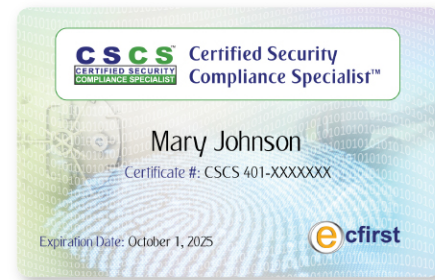 CSCS™
CERTIFIED SECURITY
COMPLIANCE SPECIALIST
Certified Security
Compliance Specialist™
Mary Johnson
Certificate #: CSCS 401-XXXXXXX
Expiration Date: October 1, 2025
ecfirst